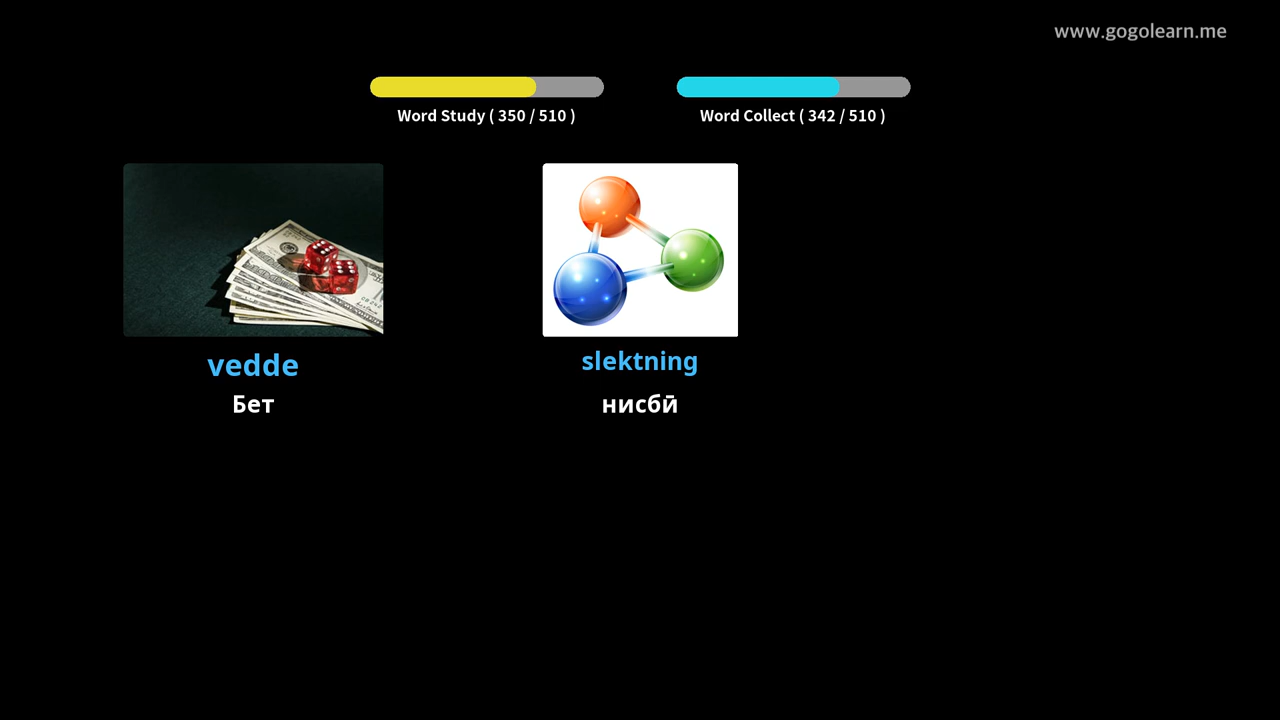 www.gogolearn.me
Word Study ( 350 / 510 )
Word Collect ( 342 / 510 )
vedde
slektning
Бет
нисбӣ